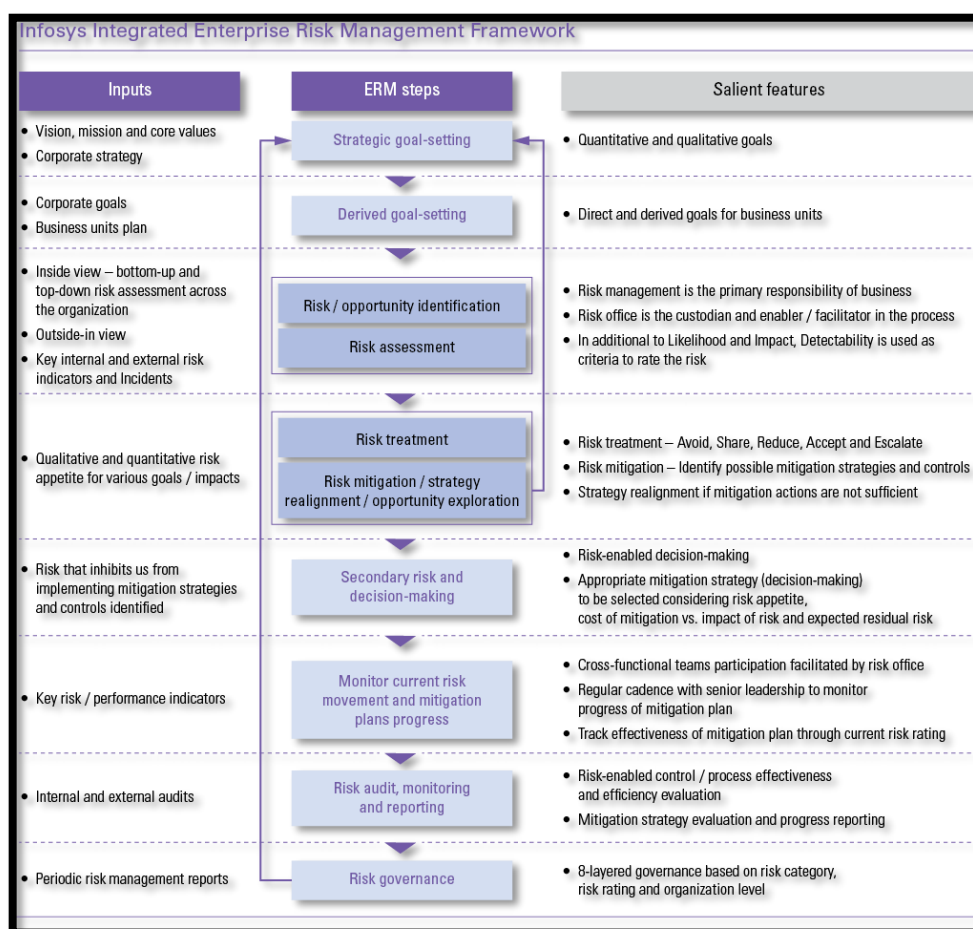 Infosys Integrated Enterprise Risk Management Framework
Inputs
ERM steps
Salient features
• Vision, mission and core values
• Corporate strategy
Strategic goal-setting
• Quantitative and qualitative goals
• Corporate goals
• Business units plan
Derived goal-setting
• Direct and derived goals for business units
• Inside view – bottom-up and
top-down risk assessment across
the organization
• Outside-in view
• Key internal and external risk
indicators and Incidents
Risk / opportunity identification
Risk assessment
• Risk management is the primary responsibility of business
• Risk office is the custodian and enabler / facilitator in the process
• In additional to Likelihood and Impact, Detectability is used as
criteria to rate the risk
• Qualitative and quantitative risk
appetite for various goals / impacts
Risk treatment
Risk mitigation / strategy
realignment / opportunity exploration
• Risk treatment – Avoid, Share, Reduce, Accept and Escalate
• Risk mitigation – Identify possible mitigation strategies and controls
• Strategy realignment if mitigation actions are not sufficient
• Risk that inhibits us from
implementing mitigation strategies
and controls identified
Secondary risk and
decision-making
• Risk-enabled decision-making
• Appropriate mitigation strategy (decision-making)
to be selected considering risk appetite,
cost of mitigation vs. impact of risk and expected residual risk
• Key risk / performance indicators
Monitor current risk
movement and mitigation
plans progress
• Cross-functional teams participation facilitated by risk office
• Regular cadence with senior leadership to monitor
progress of mitigation plan
• Track effectiveness of mitigation plan through current risk rating
• Internal and external audits
Risk audit, monitoring
and reporting
• Risk-enabled control / process effectiveness
and efficiency evaluation
• Mitigation strategy evaluation and progress reporting
• Periodic risk management reports
Risk governance
• 8-layered governance based on risk category,
risk rating and organization level